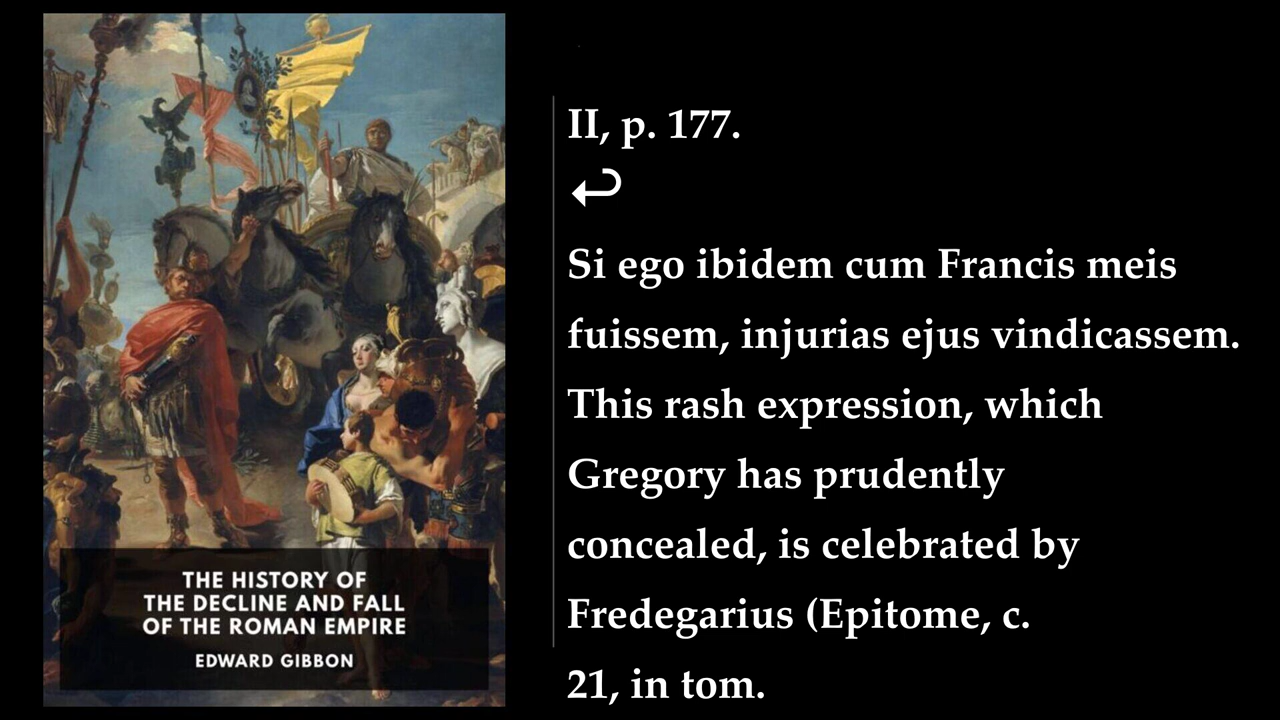 THE HISTORY OF
THE DECLINE AND FALL
OF THE ROMAN EMPIRE
EDWARD GIBBON
II, p. 177.
↩
Si ego ibidem cum Francis meis
fuissem, injurias ejus vindicassem.
This rash expression, which
Gregory has prudently
concealed, is celebrated by
Fredegarius (Epitome, c.
21, in tom.